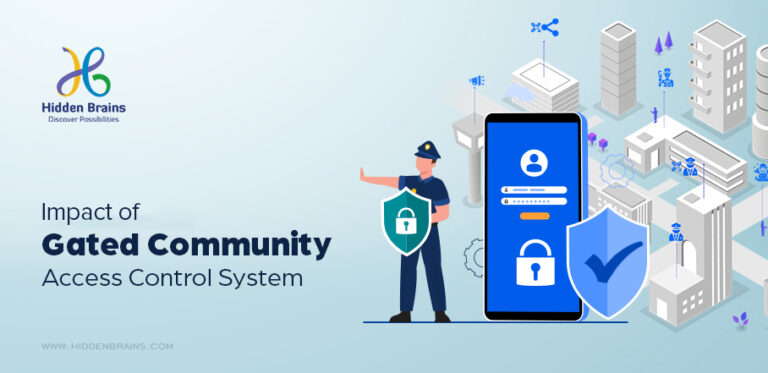 Hidden Brains
Discover Possibilities
Impact of
Gated Community
Access Control System
WWW.HIDDENBRAINS.COM